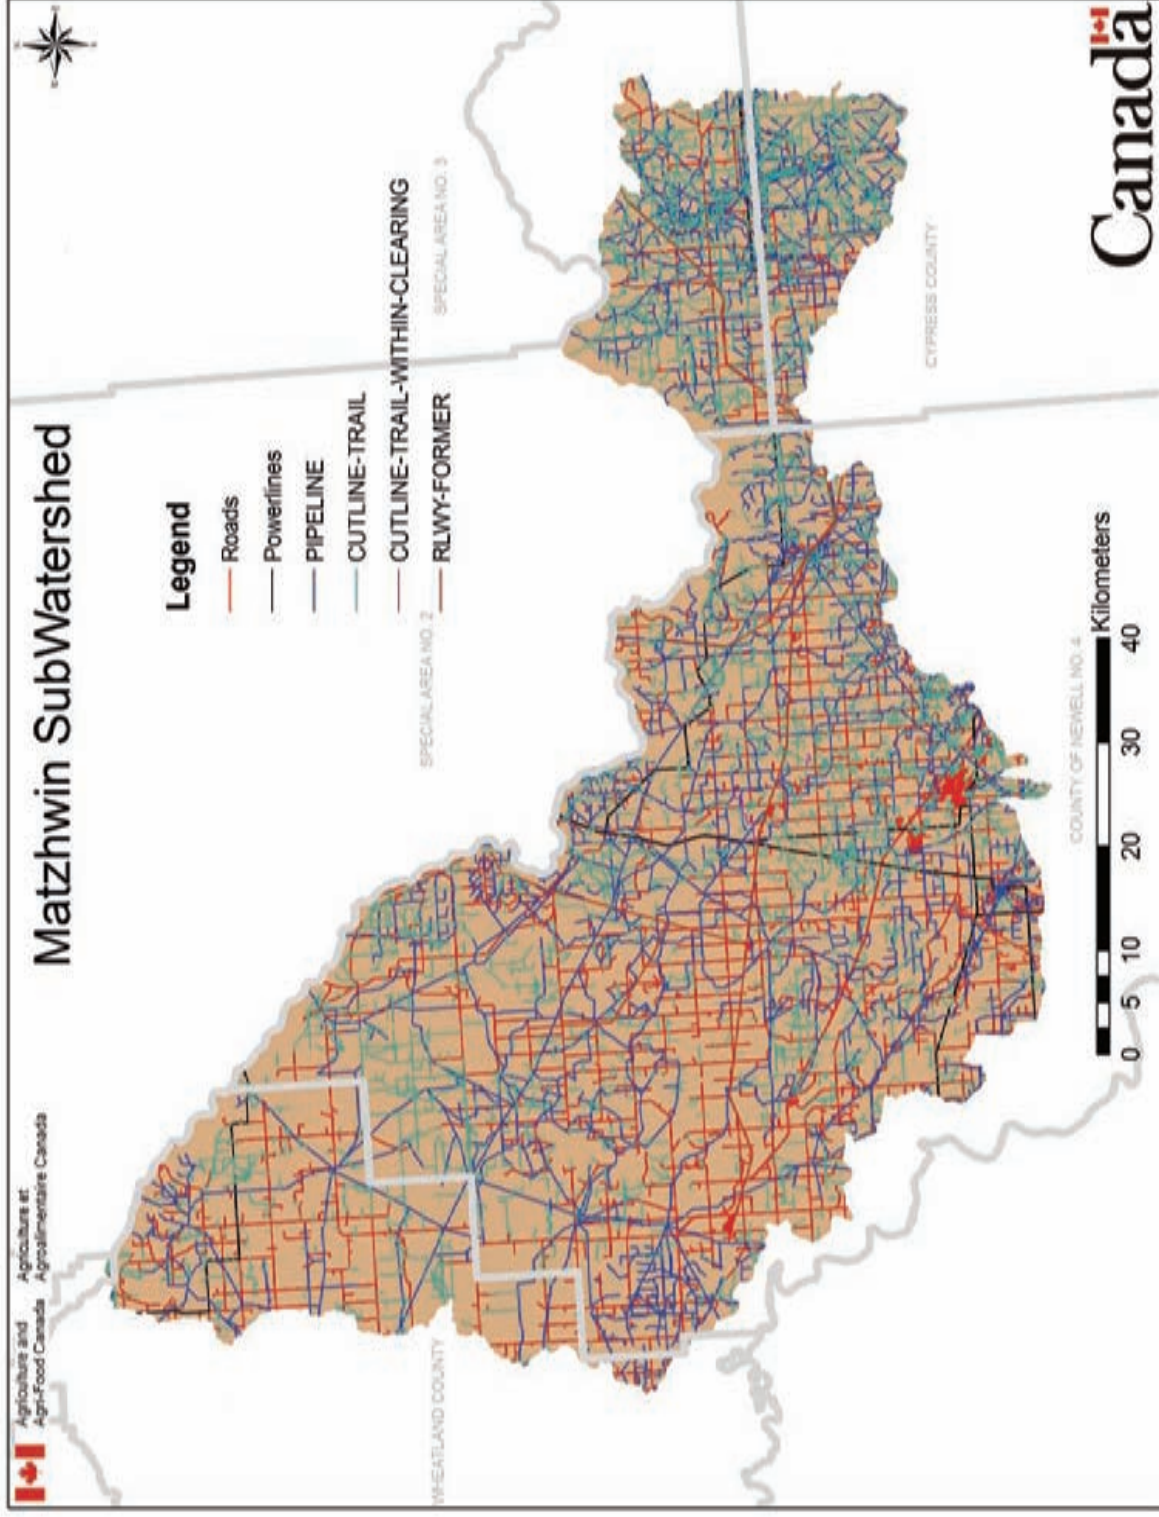 Agriculture and Agriculture et
Agri-Food Canada Agroalimentaire Canada
Matzhwin SubWatershed
Legend
Roads
Powerlines
PIPELINE
CUTLINE-TRAIL
CUTLINE-TRAIL-WITHIN-CLEARING
RLWY-FORMER
SPECIAL AREA NO. 2
SPECIAL AREA NO. 3
WHEATLAND COUNTY
CYPRESS COUNTY
COUNTY OF NEWELL NO. 4
Kilometers
0 5 10 20 30 40
Canada